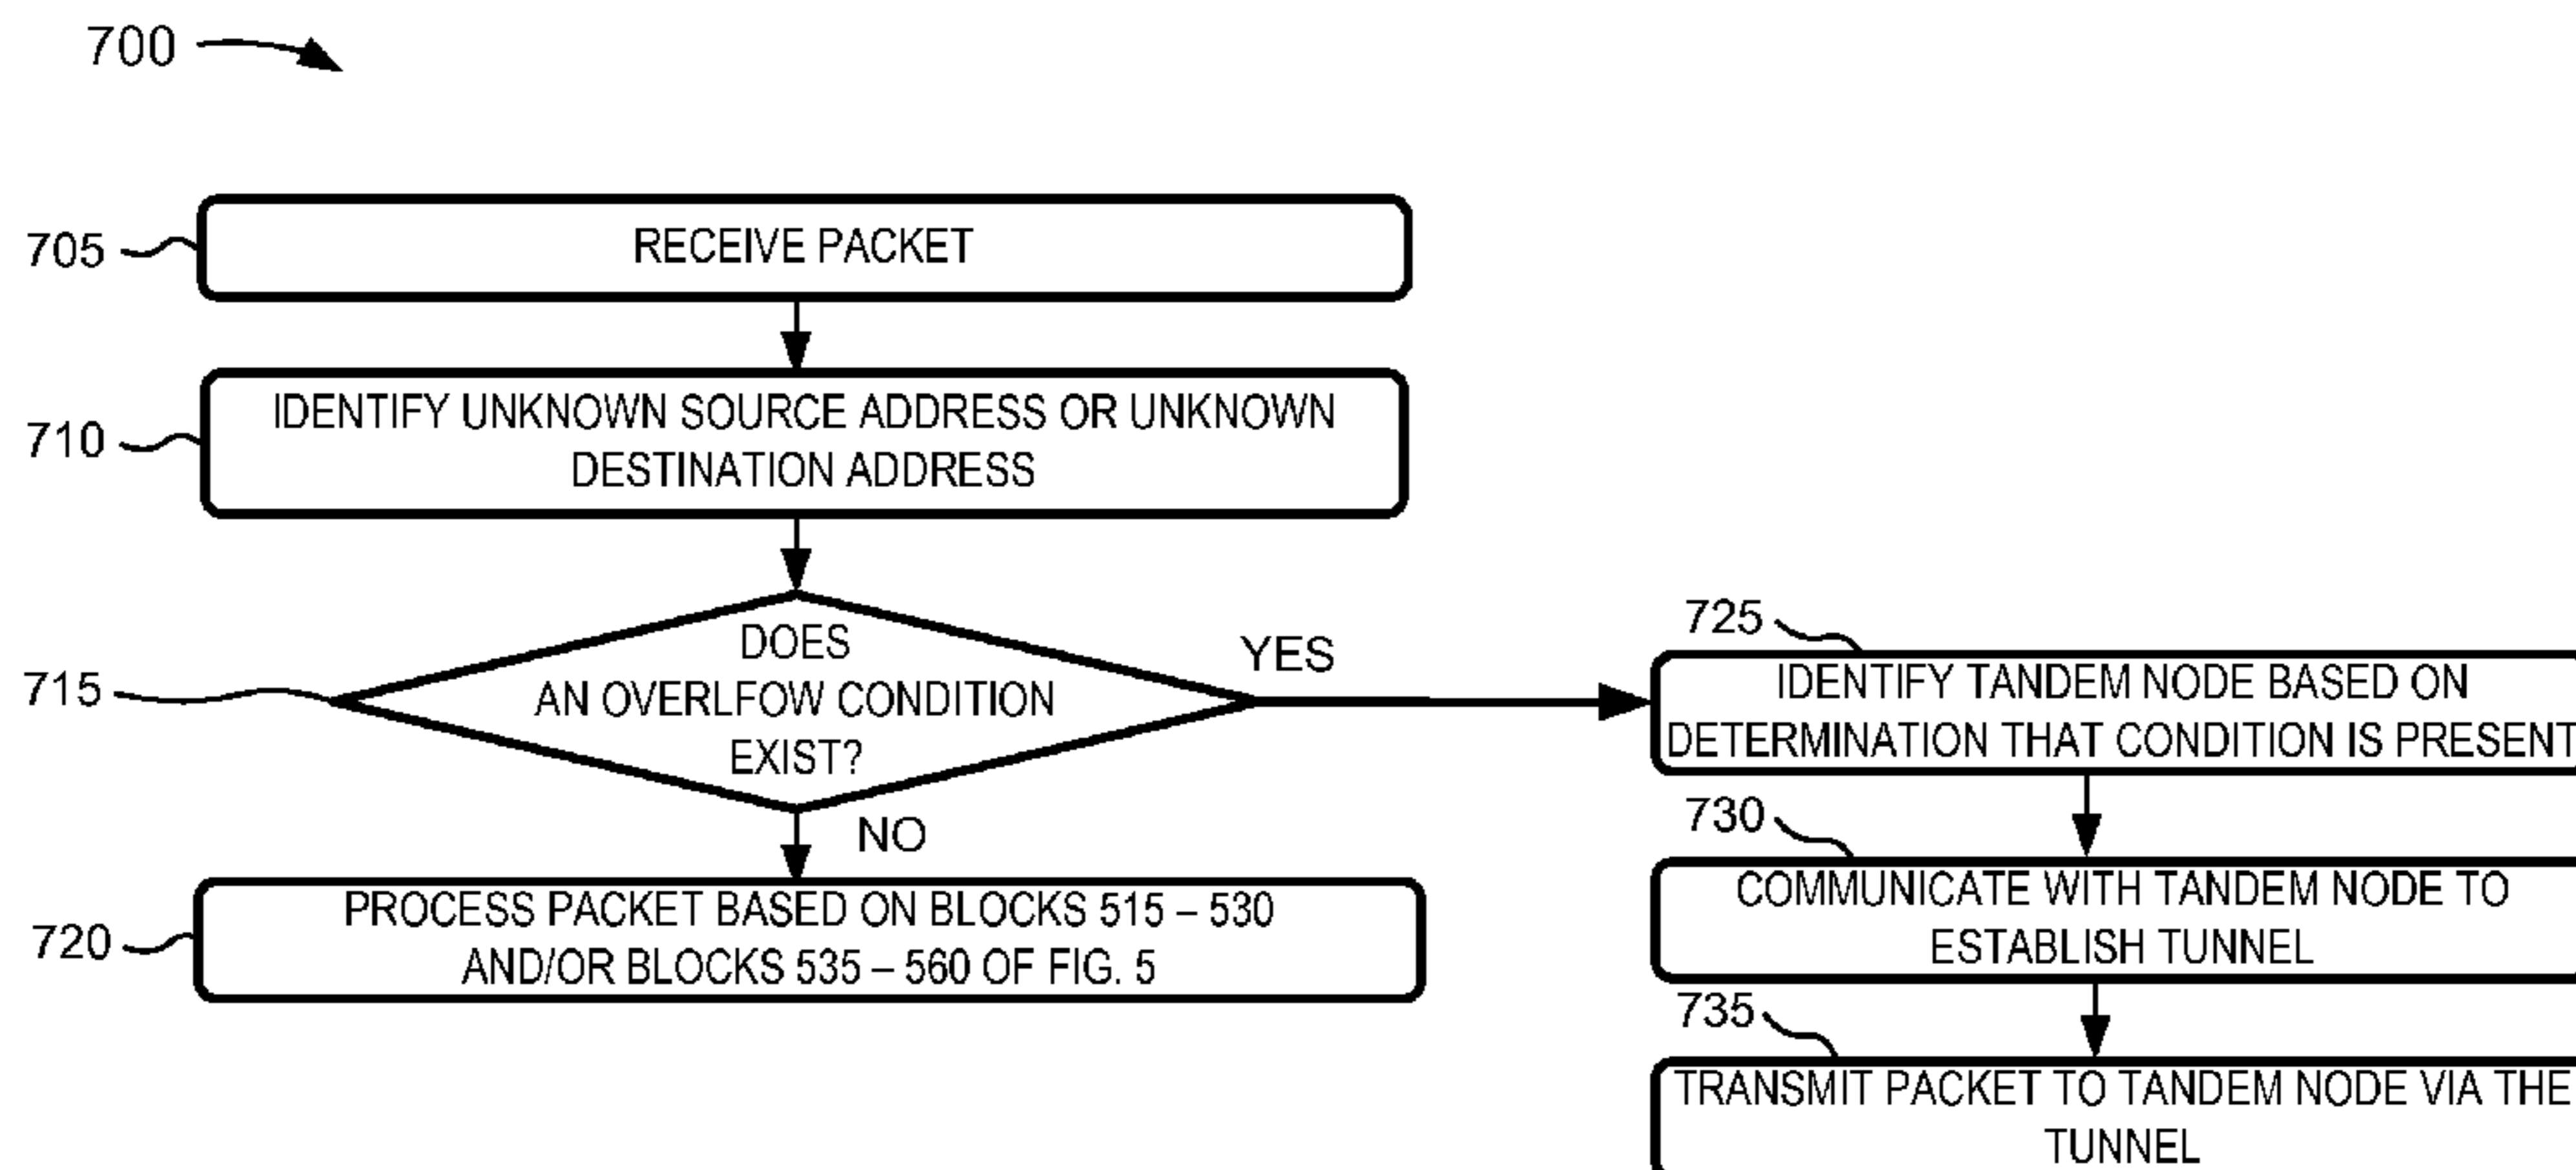 700
705
RECEIVE PACKET
710
IDENTIFY UNKNOWN SOURCE ADDRESS OR UNKNOWN
DESTINATION ADDRESS
715
DOES
AN OVERLFOW CONDITION
EXIST?
YES
NO
720
PROCESS PACKET BASED ON BLOCKS 515 – 530
AND/OR BLOCKS 535 – 560 OF FIG. 5
725
IDENTIFY TANDEM NODE BASED ON
DETERMINATION THAT CONDITION IS PRESENT
730
COMMUNICATE WITH TANDEM NODE TO
ESTABLISH TUNNEL
735
TRANSMIT PACKET TO TANDEM NODE VIA THE
TUNNEL